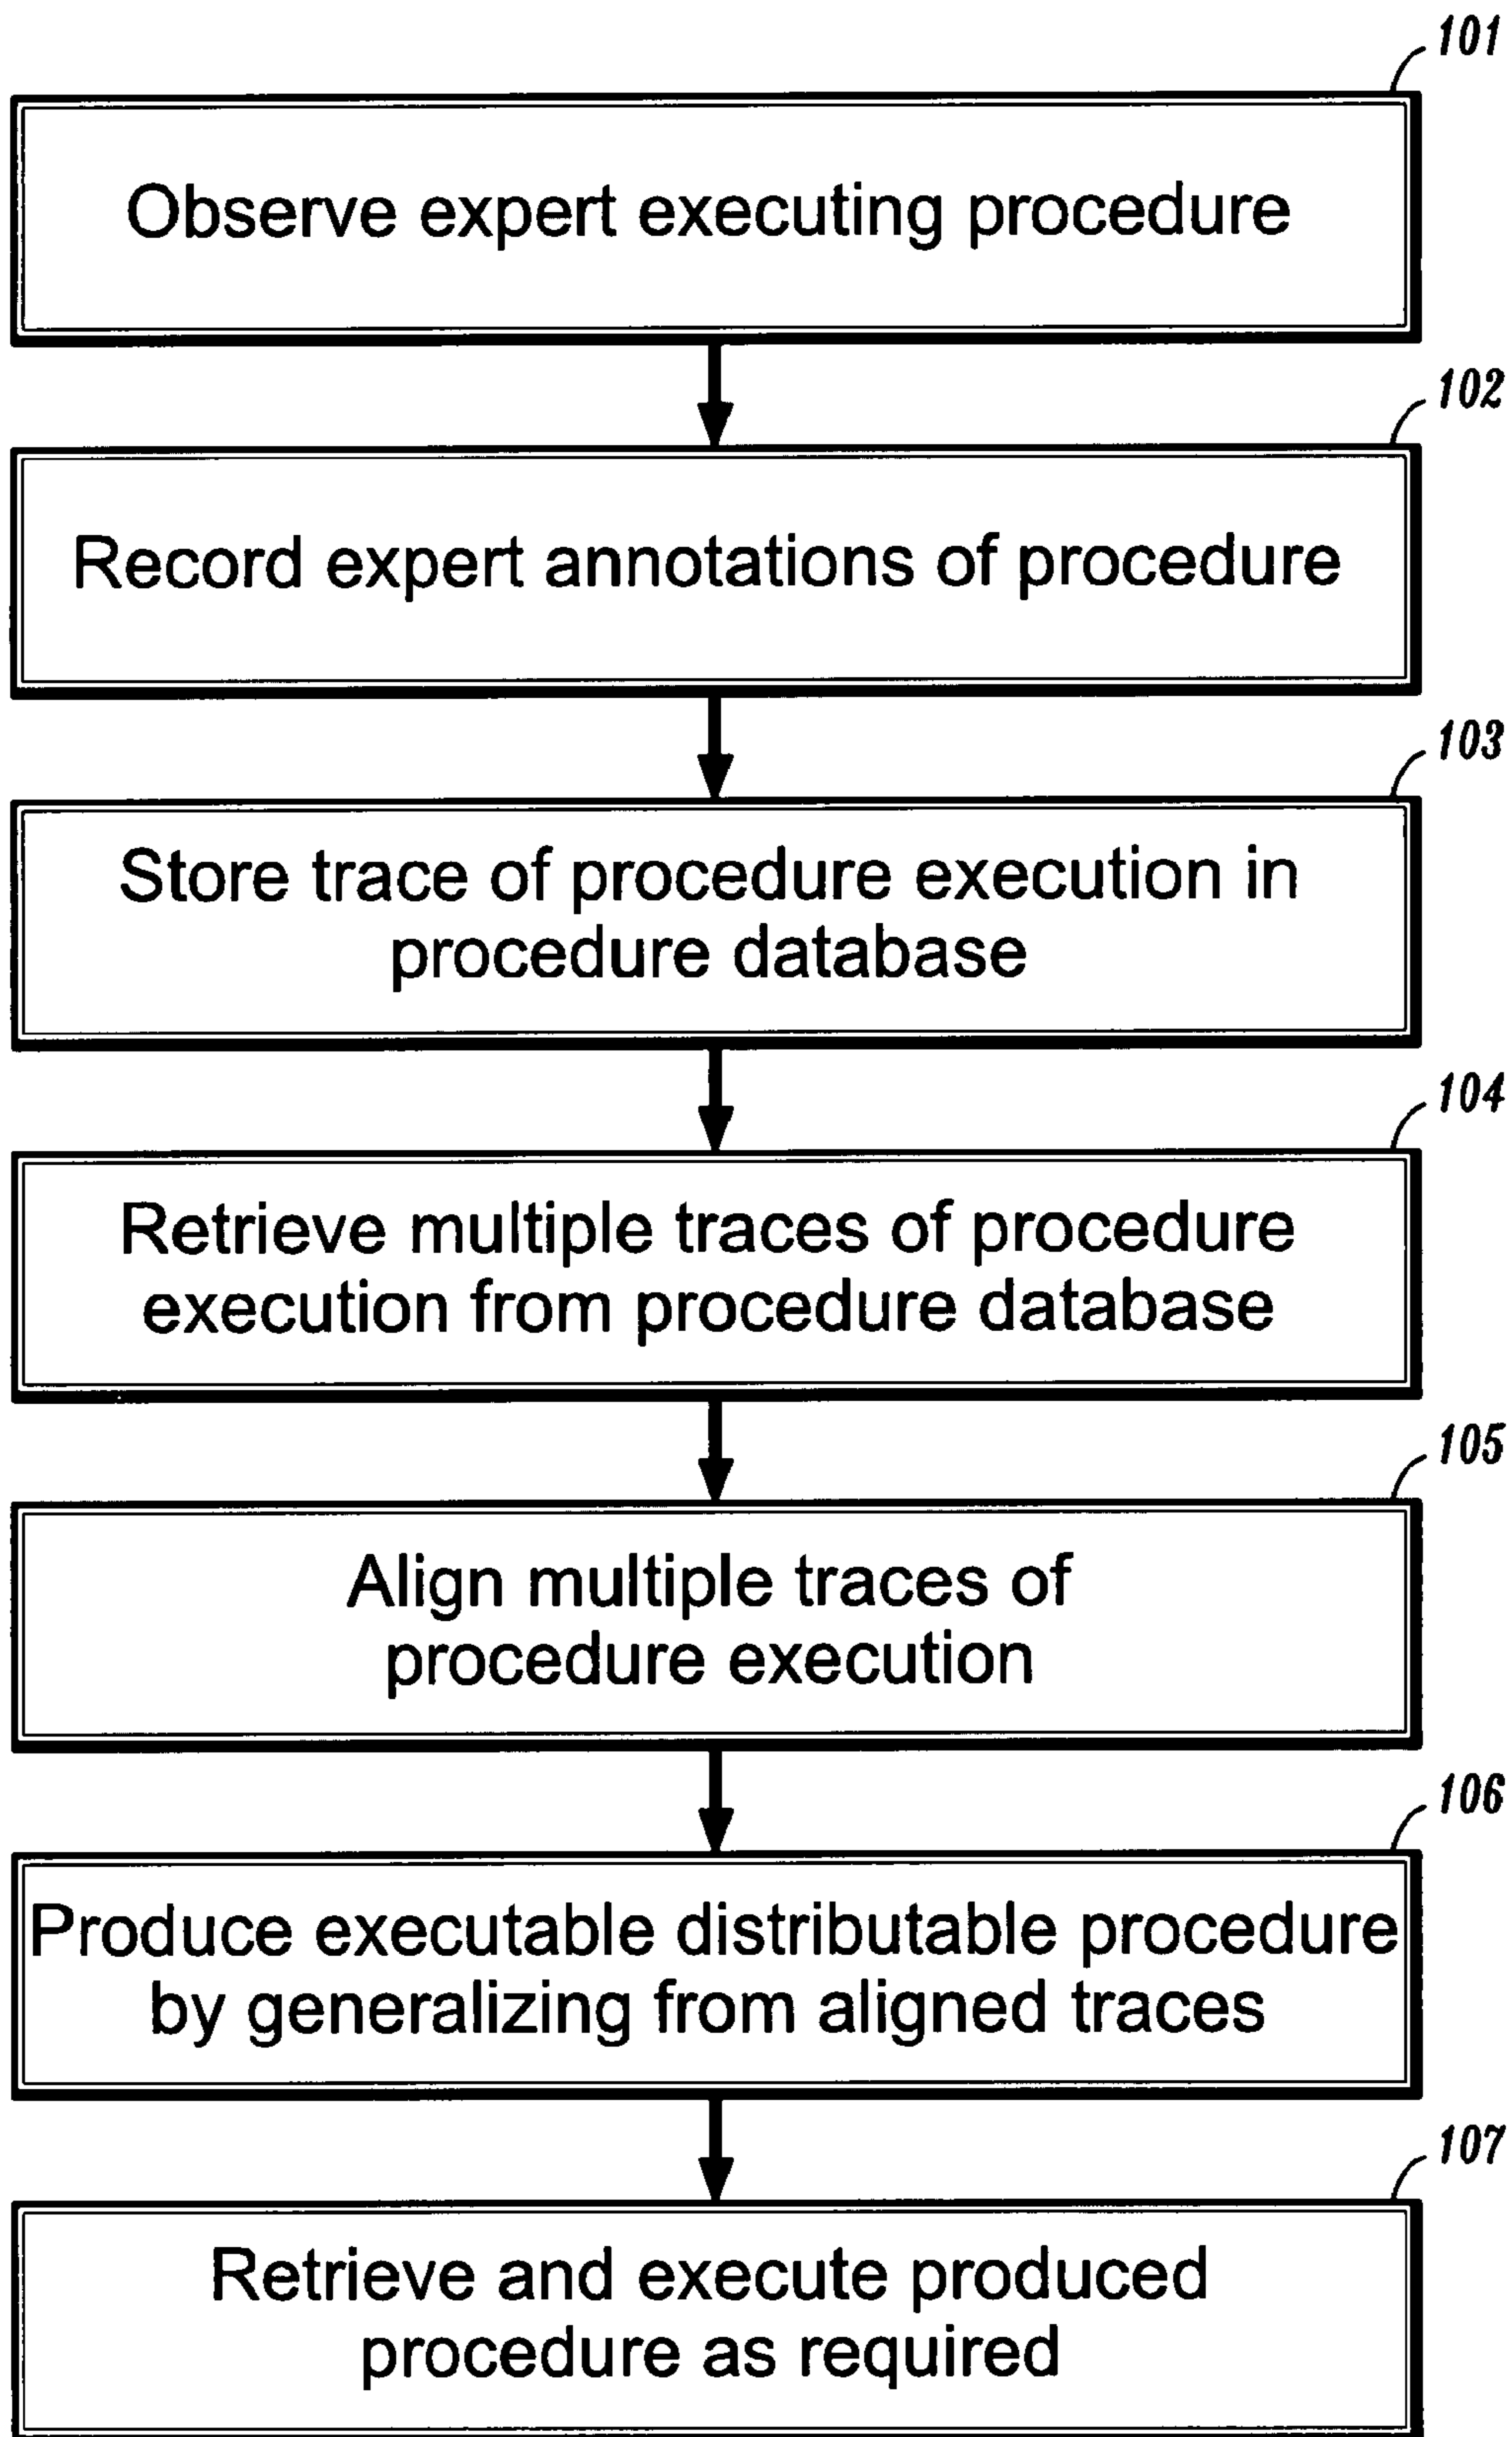 101
Observe expert executing procedure
102
Record expert annotations of procedure
103
Store trace of procedure execution in
procedure database
104
Retrieve multiple traces of procedure
execution from procedure database
105
Align multiple traces of
procedure execution
106
Produce executable distributable procedure
by generalizing from aligned traces
107
Retrieve and execute produced
procedure as required